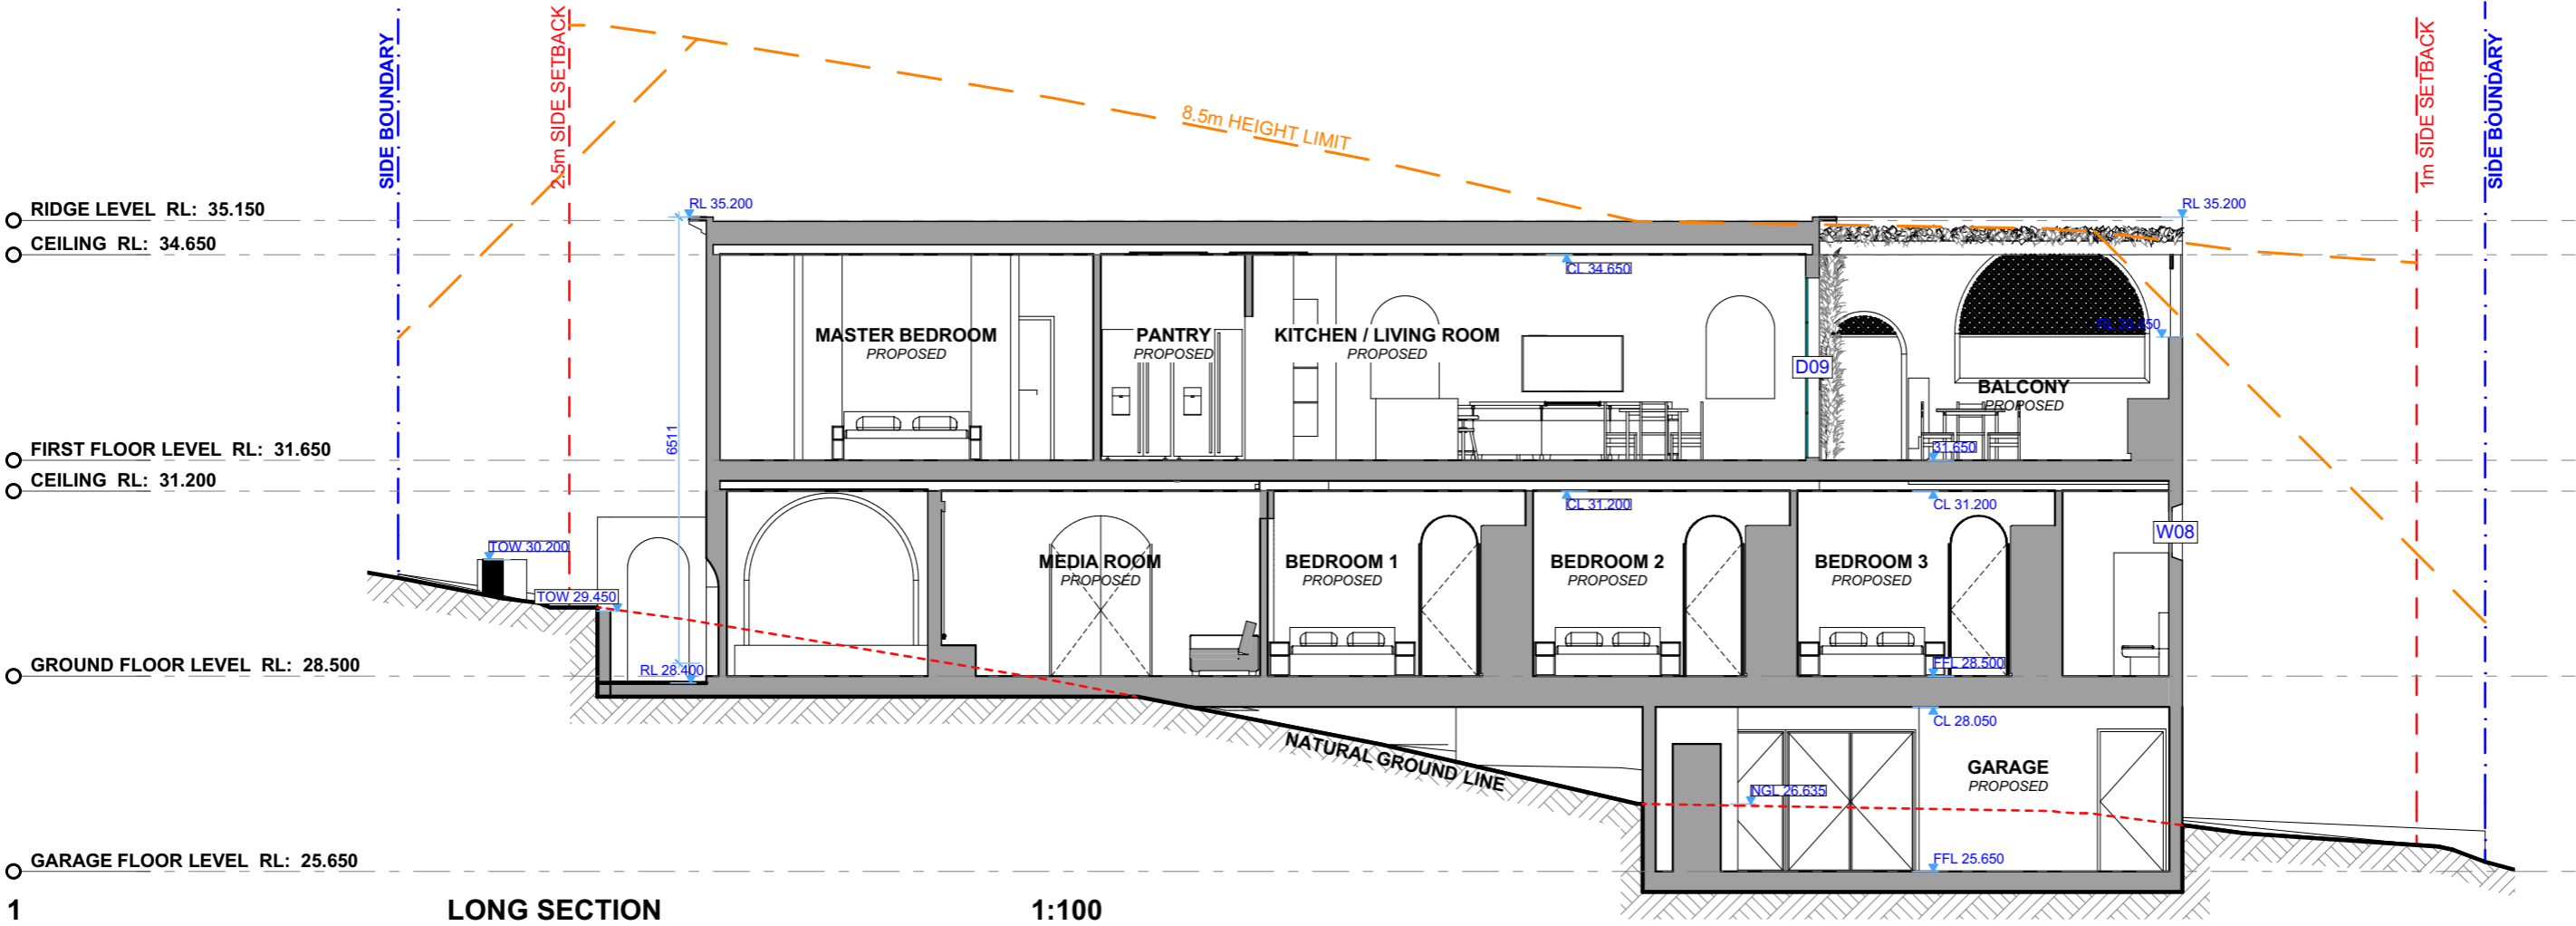 SIDE BOUNDARY
2.5m SIDE SETBACK
8.5m HEIGHT LIMIT
1m SIDE SETBACK
SIDE BOUNDARY
RIDGE LEVEL RL: 35.150
RL 35.200
RL 35.200
CEILING RL: 34.650
CL 34.650
MASTER BEDROOM
PROPOSED
PANTRY
PROPOSED
KITCHEN / LIVING ROOM
PROPOSED
RL 33.450
D09
BALCONY
PROPOSED
6511
FIRST FLOOR LEVEL RL: 31.650
31.650
CEILING RL: 31.200
CL 31.200
CL 31.200
W08
TOW 30.200
MEDIA ROOM
PROPOSED
BEDROOM 1
PROPOSED
BEDROOM 2
PROPOSED
BEDROOM 3
PROPOSED
TOW 29.450
GROUND FLOOR LEVEL RL: 28.500
RL 28.400
FFL 28.500
CL 28.050
NATURAL GROUND LINE
GARAGE
PROPOSED
NGL 26.635
GARAGE FLOOR LEVEL RL: 25.650
FFL 25.650
1
LONG SECTION
1:100